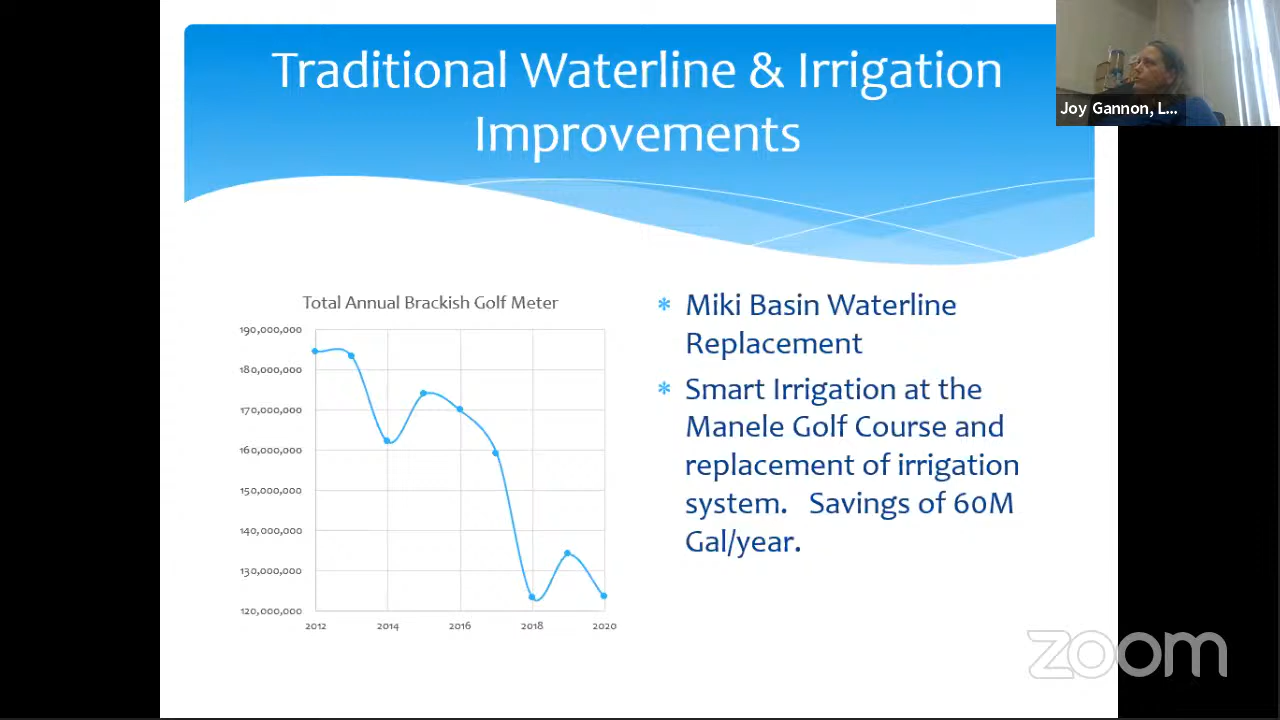 Traditional Waterline & Irrigation
Improvements
Joy Gannon, L...
Total Annual Brackish Golf Meter
190,000,000
180,000,000
170,000,000
160,000,000
150,000,000
140,000,000
130,000,000
120,000,000
2012 2014 2016 2018 2020
* Miki Basin Waterline
Replacement
* Smart Irrigation at the
Manele Golf Course and
replacement of irrigation
system. Savings of 60M
Gal/year.
zoom